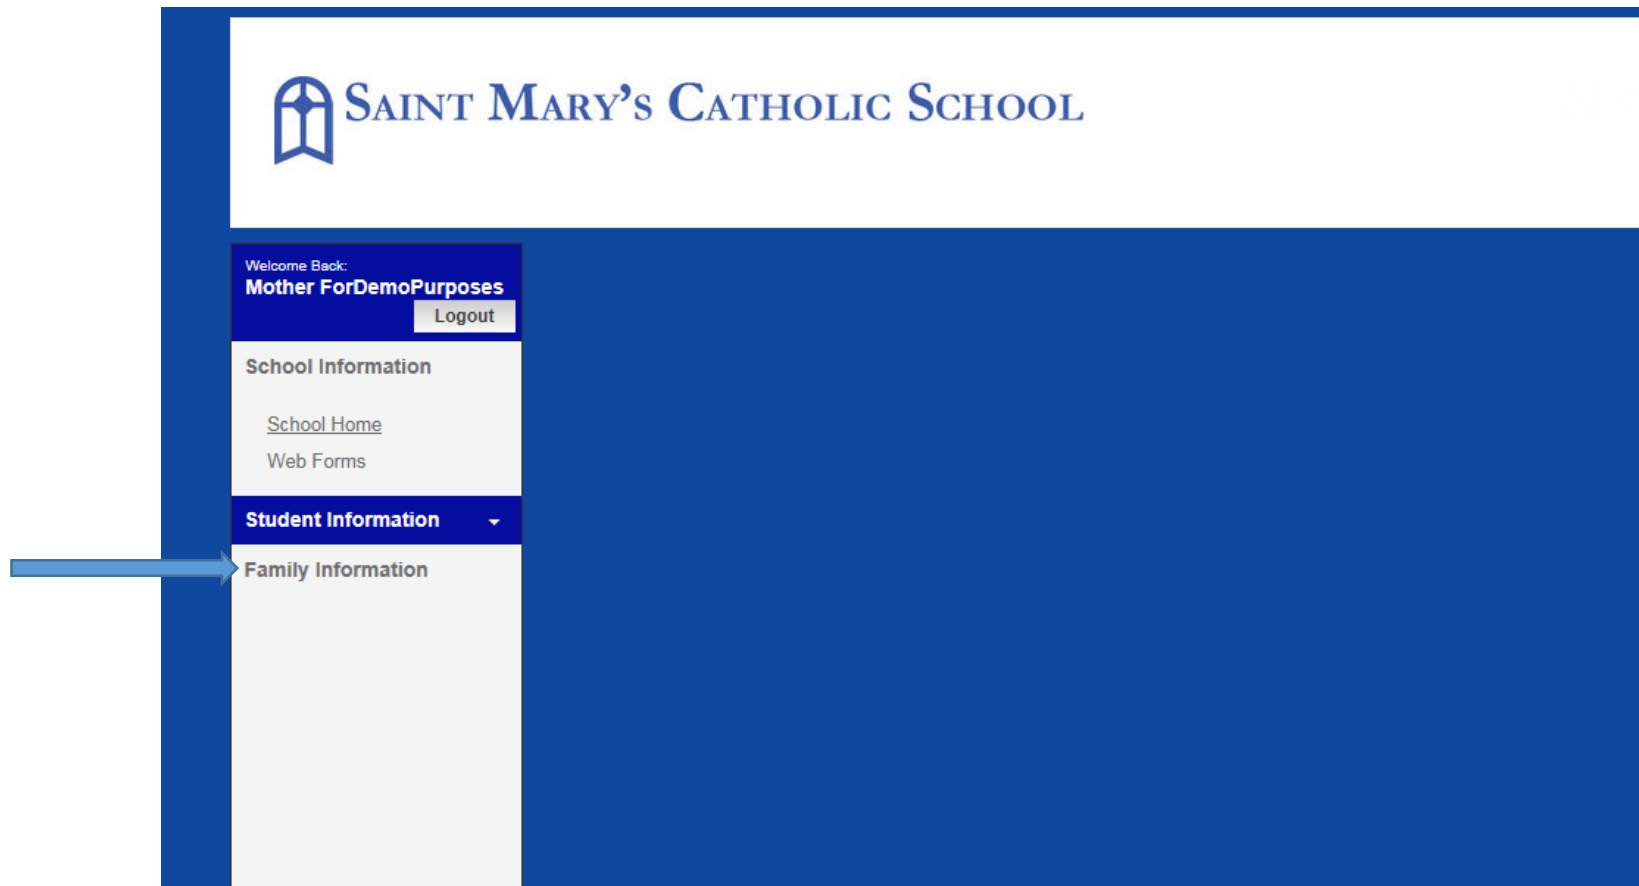 SAINT MARY'S CATHOLIC SCHOOL
Welcome Back:
Mother ForDemoPurposes
Logout
School Information
School Home
Web Forms
Student Information
Family Information